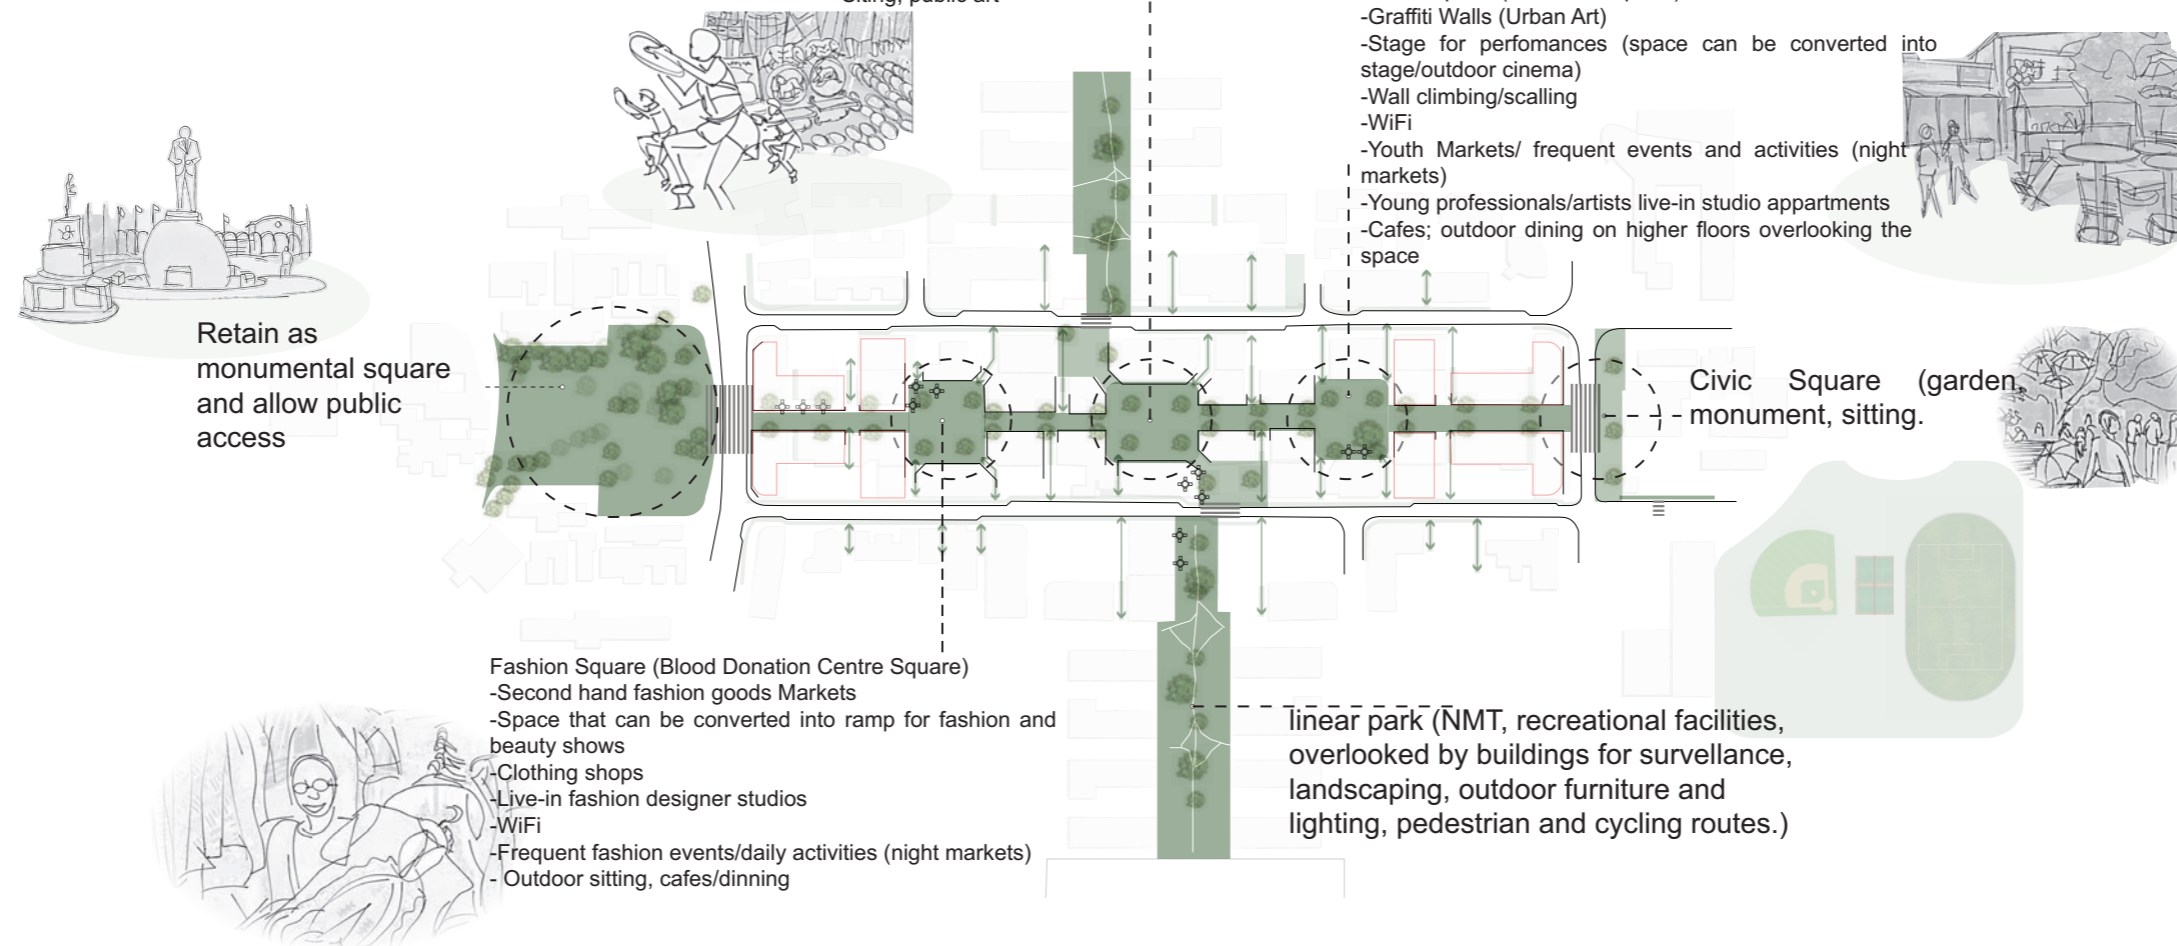 -Graffiti Walls (Urban Art)
-Stage for perfomances (space can be converted into
stage/outdoor cinema)
-Wall climbing/scalling
-WiFi
-Youth Markets/ frequent events and activities (night
markets)
-Young professionals/artists live-in studio appartments
-Cafes; outdoor dining on higher floors overlooking the
space
Retain as
monumental square
and allow public
access
Civic Square (garden,
monument, sitting.
Fashion Square (Blood Donation Centre Square)
-Second hand fashion goods Markets
-Space that can be converted into ramp for fashion and
beauty shows
-Clothing shops
-Live-in fashion designer studios
-WiFi
-Frequent fashion events/daily activities (night markets)
- Outdoor sitting, cafes/dinning
linear park (NMT, recreational facilities,
overlooked by buildings for survellance,
landscaping, outdoor furniture and
lighting, pedestrian and cycling routes.)